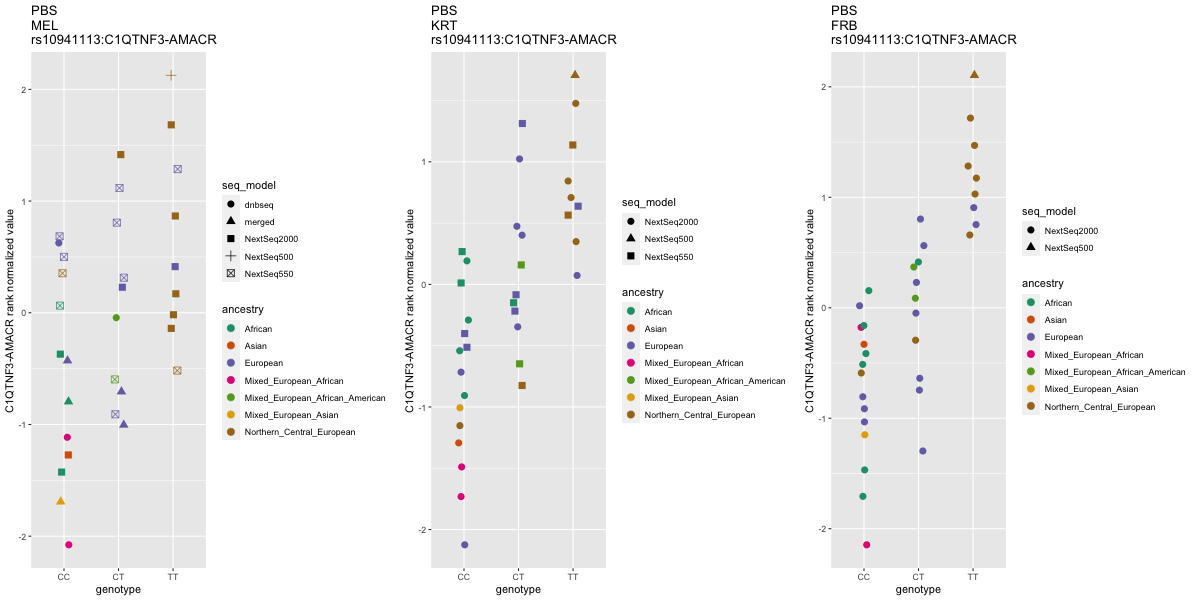 PBS
MEL
rs10941113:C1QTNF3-AMACR
C1QTNF3-AMACR rank normalized value
2
1
0
-1
-2
CC
CT
TT
genotype
seq_model
dnbseq
merged
NextSeq2000
NextSeq500
NextSeq550
ancestry
African
Asian
European
Mixed_European_African
Mixed_European_African_American
Mixed_European_Asian
Northern_Central_European
PBS
KRT
rs10941113:C1QTNF3-AMACR
C1QTNF3-AMACR rank normalized value
1
0
-1
-2
CC
CT
TT
genotype
seq_model
NextSeq2000
NextSeq500
NextSeq550
ancestry
African
Asian
European
Mixed_European_African
Mixed_European_African_American
Mixed_European_Asian
Northern_Central_European
PBS
FRB
rs10941113:C1QTNF3-AMACR
C1QTNF3-AMACR rank normalized value
2
1
0
-1
-2
CC
CT
TT
genotype
seq_model
NextSeq2000
NextSeq500
ancestry
African
Asian
European
Mixed_European_African
Mixed_European_African_American
Mixed_European_Asian
Northern_Central_European